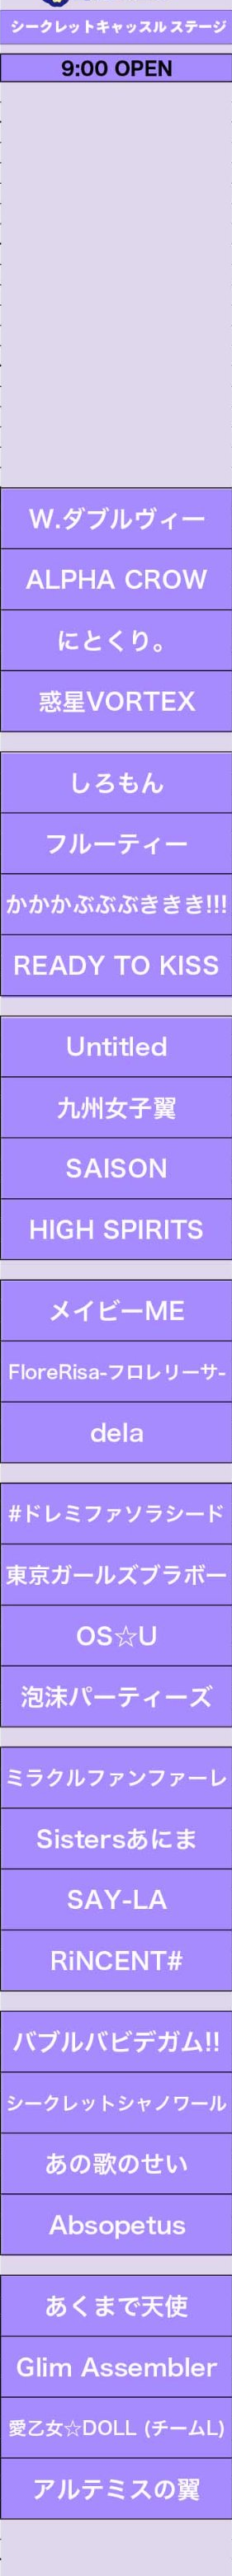 シークレットキャッスル ステージ
9:00 OPEN
W.ダブルヴィー
ALPHA CROW
にとくり。
惑星VORTEX
しろもん
フルーティー
かかかぶぶぶききき!!!
READY TO KISS
Untitled
九州女子翼
SAISON
HIGH SPIRITS
メイビーME
FloreRisa-フロレリーサ-
dela
#ドレミファソラシード
東京ガールズブラボー
OS☆U
泡沫パーティーズ
ミラクルファンファーレ
Sistersあにま
SAY-LA
RiNCENT#
バブルバビデガム!!
シークレットシャノワール
あの歌のせい
Absopetus
あくまで天使
Glim Assembler
愛乙女☆DOLL (チームL)
アルテミスの翼